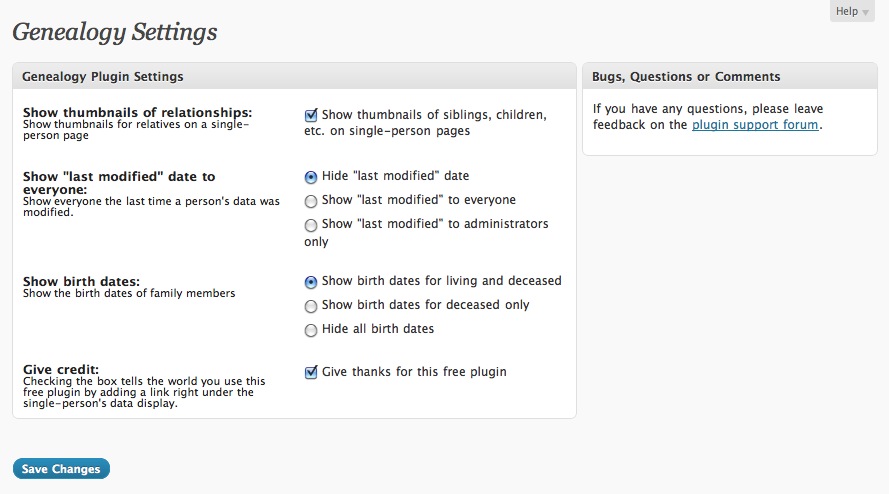 Help
Genealogy Settings
Genealogy Plugin Settings
Show thumbnails of relationships:
Show thumbnails for relatives on a single-
person page
Show thumbnails of siblings, children,
etc. on single-person pages
Show "last modified" date to
everyone:
Show everyone the last time a person's data was
modified.
Hide "last modified" date
Show "last modified" to everyone
Show "last modified" to administrators
only
Show birth dates:
Show the birth dates of family members
Show birth dates for living and deceased
Show birth dates for deceased only
Hide all birth dates
Give credit:
Checking the box tells the world you use this
free plugin by adding a link right under the
single-person's data display.
Give thanks for this free plugin
Bugs, Questions or Comments
If you have any questions, please leave
feedback on the plugin support forum.
Save Changes